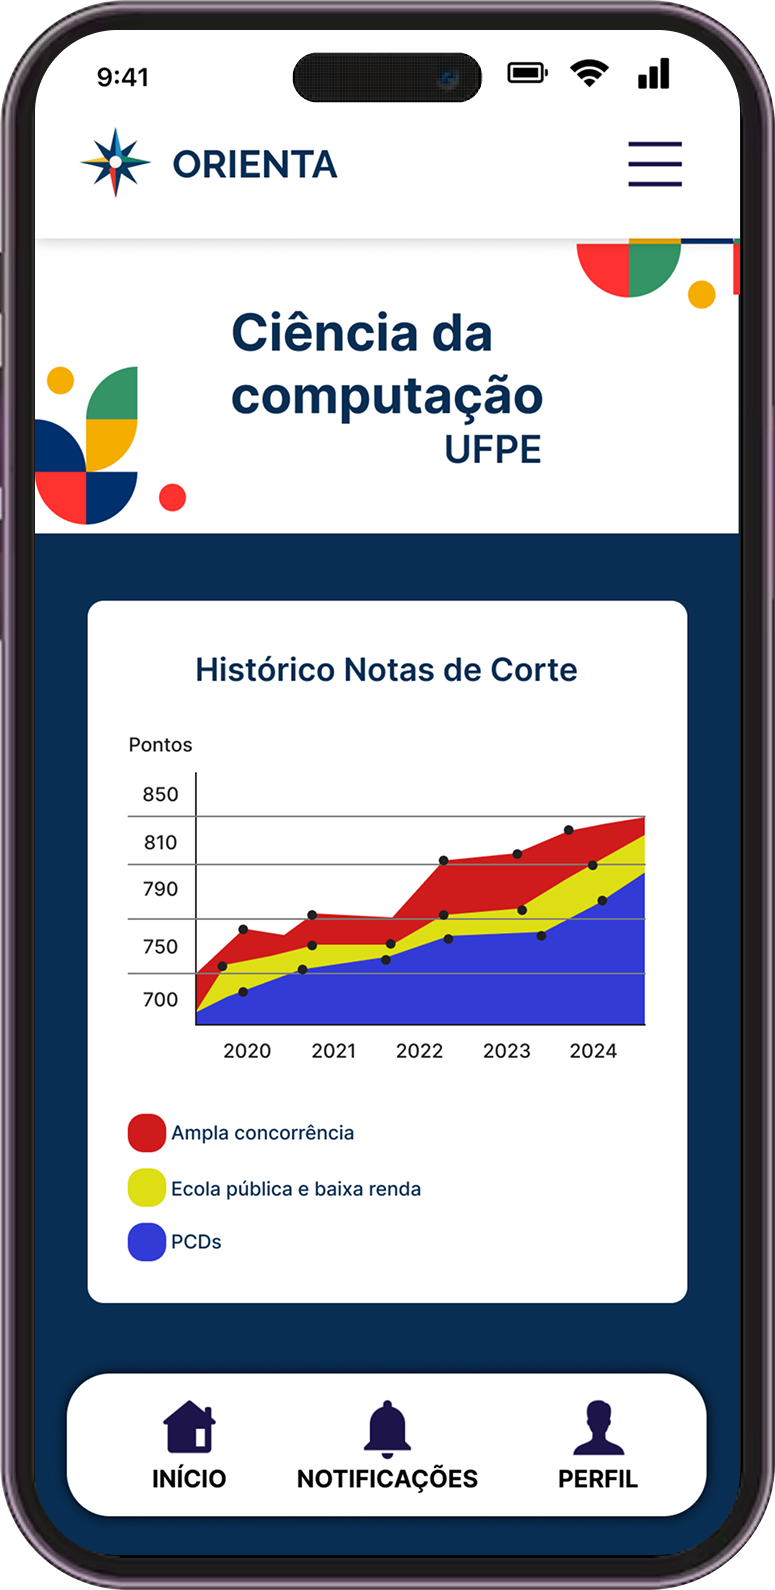 9:41
ORIENTA
Ciência da
computação
UFPE
Histórico Notas de Corte
Pontos
850
810
790
750
700
2020 2021 2022 2023 2024
Ampla concorrência
Ecola pública e baixa renda
PCDs
INÍCIO NOTIFICAÇÕES PERFIL